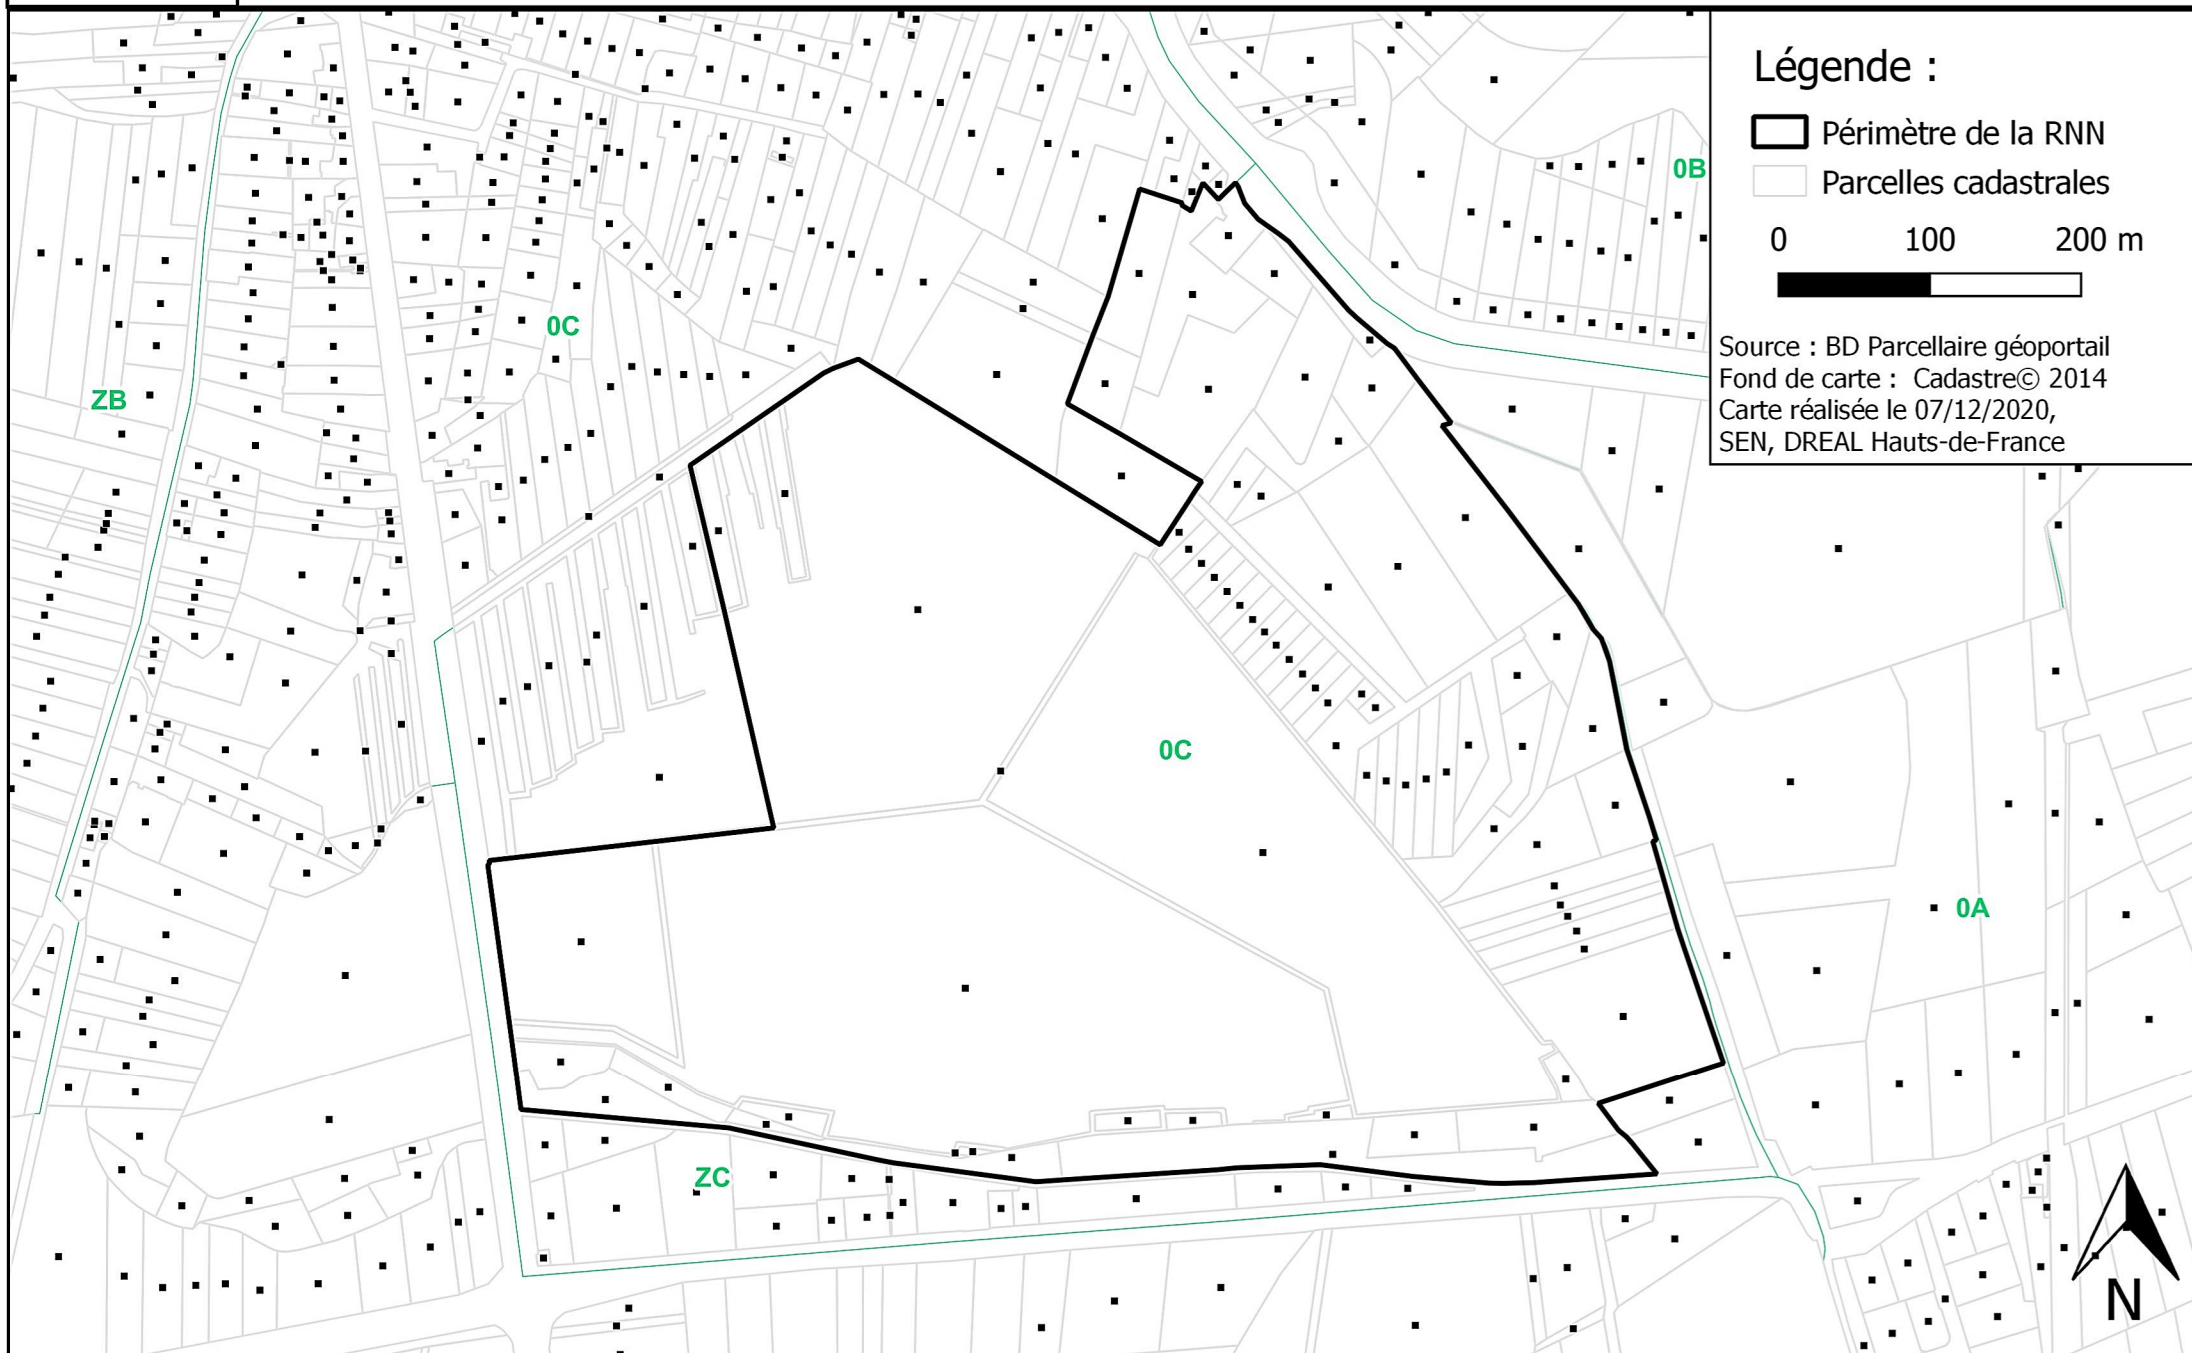 Légende :
Périmètre de la RNN
Parcelles cadastrales
0 100 200 m
Source : BD Parcellaire géoportail
Fond de carte : Cadastre© 2014
Carte réalisée le 07/12/2020,
SEN, DREAL Hauts-de-France
0B
0C
ZB
0C
0A
ZC
N